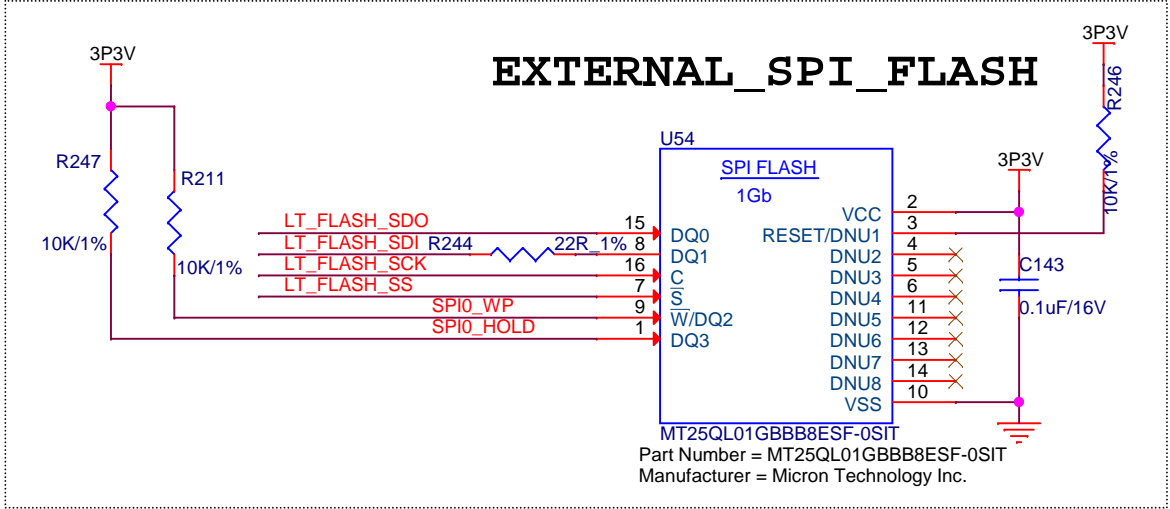 3P3V
3P3V
EXTERNAL_SPI_FLASH
R246
10K/1%
U54
R247
R211
SPI FLASH
1Gb
3P3V
10K/1%
10K/1%
LT_FLASH_SDO 15 DQ0
LT_FLASH_SDI R244 22R_1% 8 DQ1
LT_FLASH_SCK 16 C
LT_FLASH_SS 7 S
SPI0_WP 9 W/DQ2
SPI0_HOLD 1 DQ3
VCC 2
RESET/DNU1 3
DNU2 4
DNU3 5
DNU4 6
DNU5 11
DNU6 12
DNU7 13
DNU8 14
VSS 10
C143
0.1uF/16V
MT25QL01GBBB8ESF-0SIT
Part Number = MT25QL01GBBB8ESF-0SIT
Manufacturer = Micron Technology Inc.